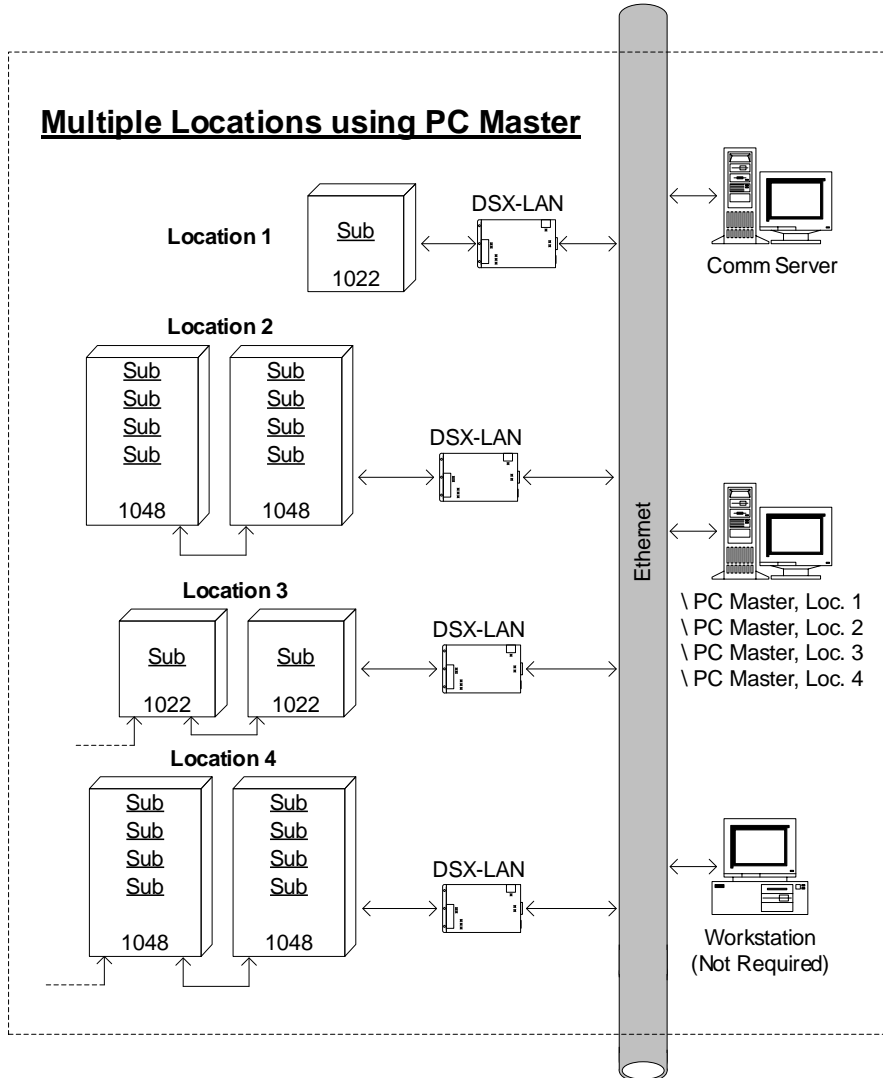 Multiple Locations using PC Master
Location 1
Sub
1022
DSX-LAN
Comm Server
Location 2
Sub
Sub
Sub
Sub
1048
Sub
Sub
Sub
Sub
1048
DSX-LAN
Ethernet
\ PC Master, Loc. 1
\ PC Master, Loc. 2
\ PC Master, Loc. 3
\ PC Master, Loc. 4
Location 3
Sub
1022
Sub
1022
DSX-LAN
Location 4
Sub
Sub
Sub
Sub
1048
Sub
Sub
Sub
Sub
1048
DSX-LAN
Workstation
(Not Required)